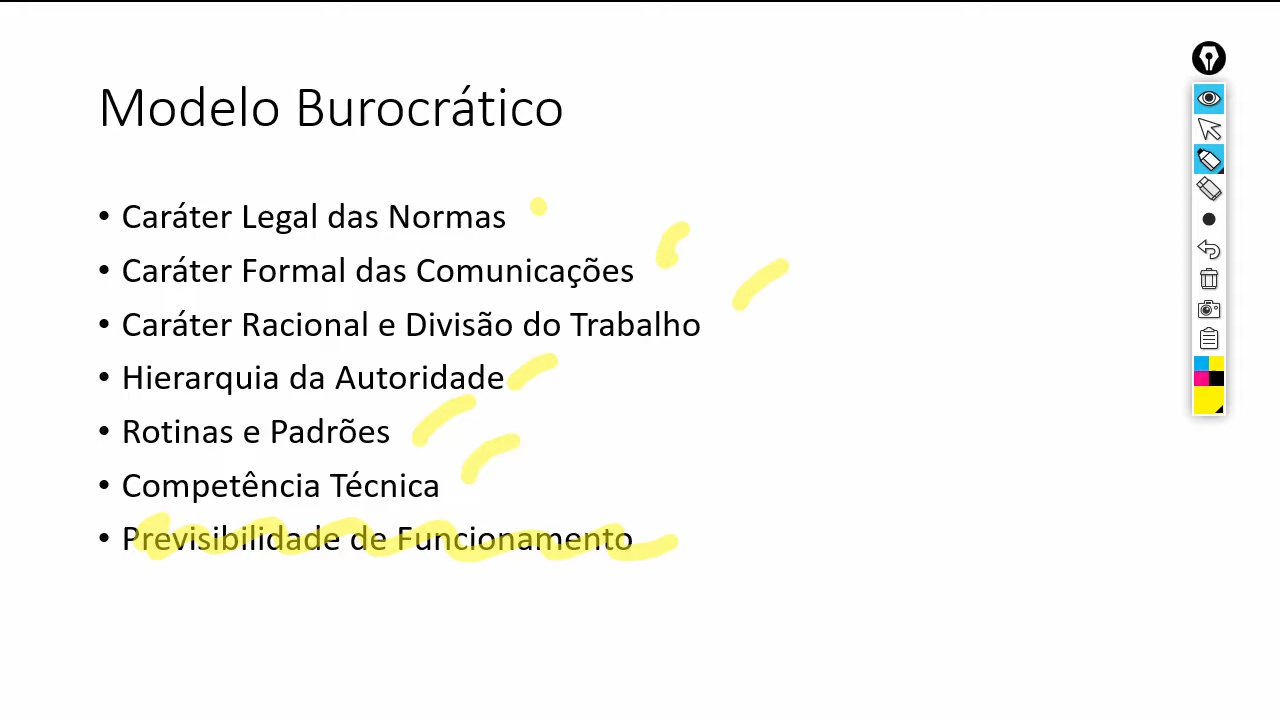 Modelo Burocrático
• Caráter Legal das Normas
• Caráter Formal das Comunicações
• Caráter Racional e Divisão do Trabalho
• Hierarquia da Autoridade
• Rotinas e Padrões
• Competência Técnica
• Previsibilidade de Funcionamento